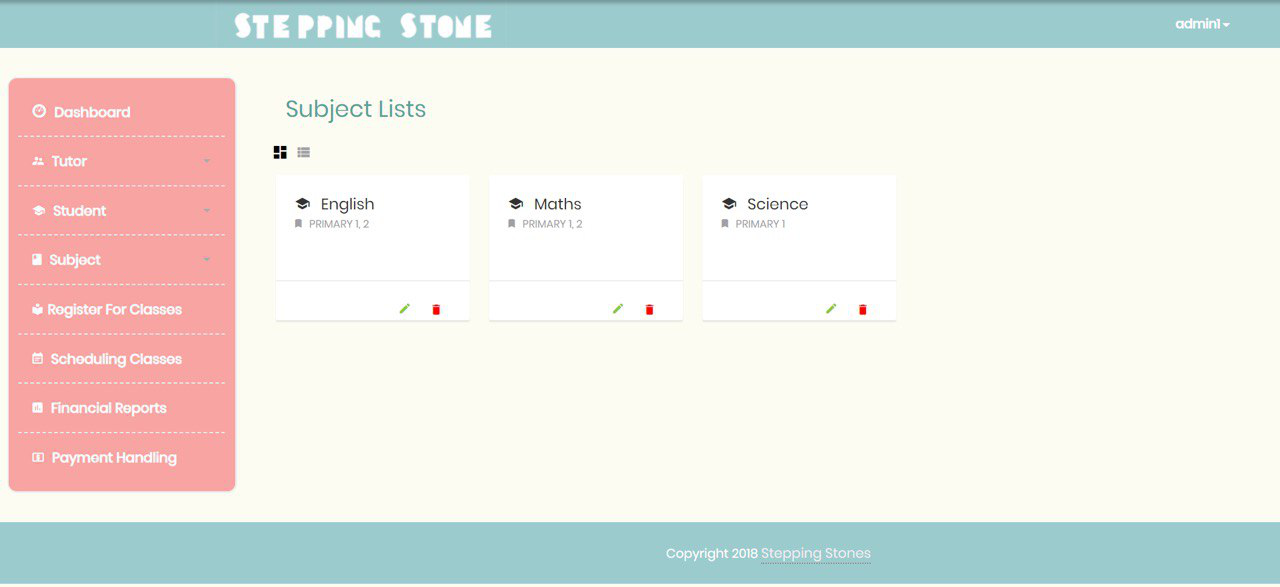 STEPPING STONE
admin1
Dashboard
Tutor
Student
Subject
Register For Classes
Scheduling Classes
Financial Reports
Payment Handling
Subject Lists
English
PRIMARY 1, 2
Maths
PRIMARY 1, 2
Science
PRIMARY 1
Copyright 2018 Stepping Stones